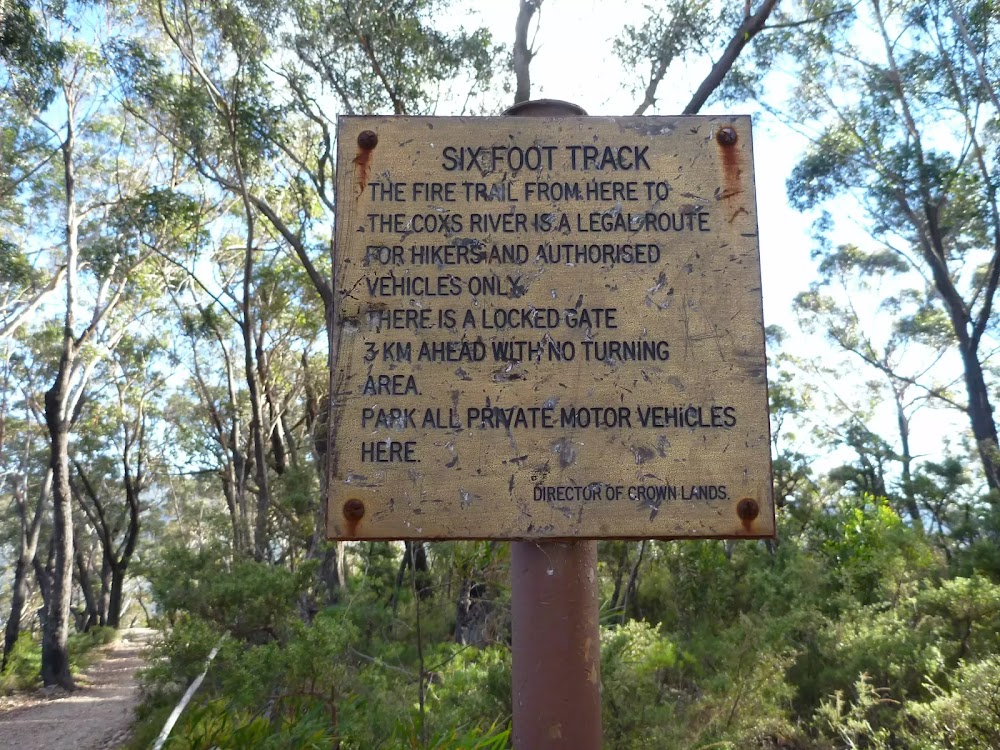 SIX FOOT TRACK
THE FIRE TRAIL FROM HERE TO
THE COXS RIVER IS A LEGAL ROUTE
FOR HIKERS AND AUTHORISED
VEHICLES ONLY.
THERE IS A LOCKED GATE
3 KM AHEAD WITH NO TURNING
AREA.
PARK ALL PRIVATE MOTOR VEHICLES
HERE.
DIRECTOR OF CROWN LANDS.